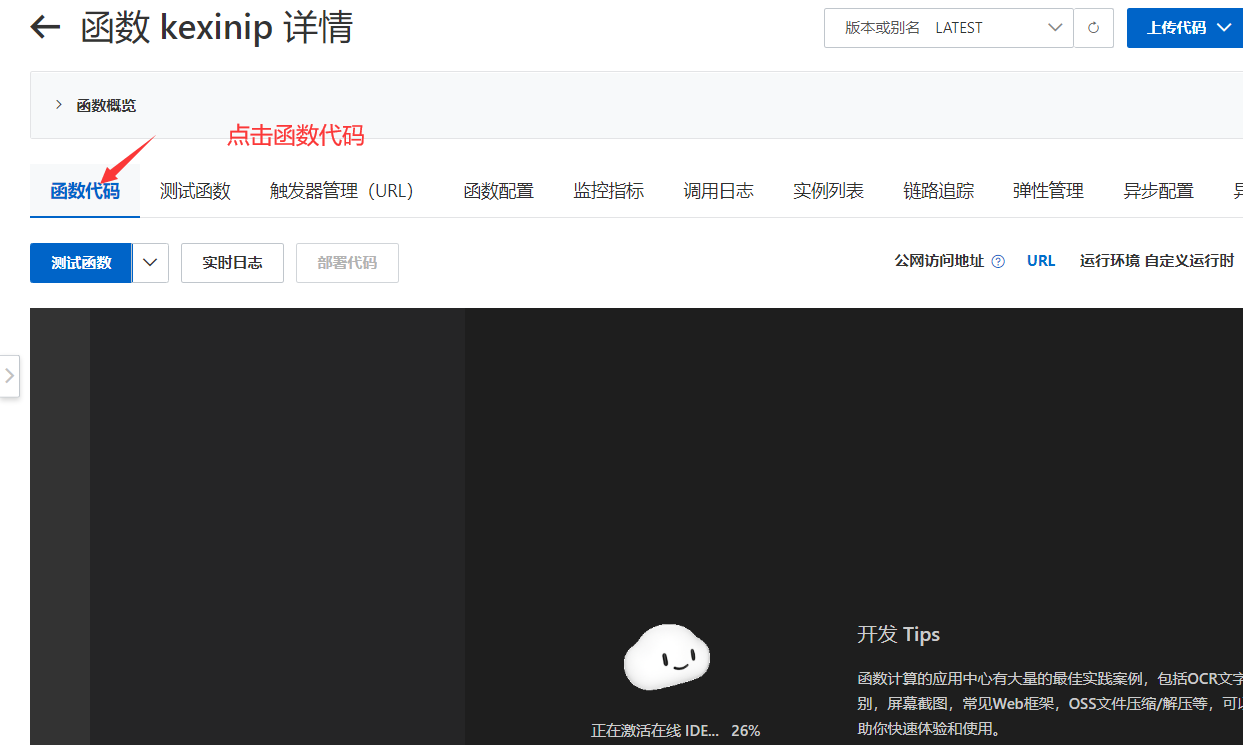 函数 kexinip 详情
版本或别名 LATEST
上传代码
函数概览
点击函数代码
函数代码 测试函数 触发器管理（URL） 函数配置 监控指标 调用日志 实例列表 链路追踪 弹性管理 异步配置
测试函数 实时日志 部署代码 公网访问地址 URL 运行环境 自定义运行时
开发 Tips
函数计算的应用中心有大量的最佳实践案例，包括OCR文字
别，屏幕截图，常见Web框架，OSS文件压缩/解压等，可以
助你快速体验和使用。
正在激活在线 IDE... 26%